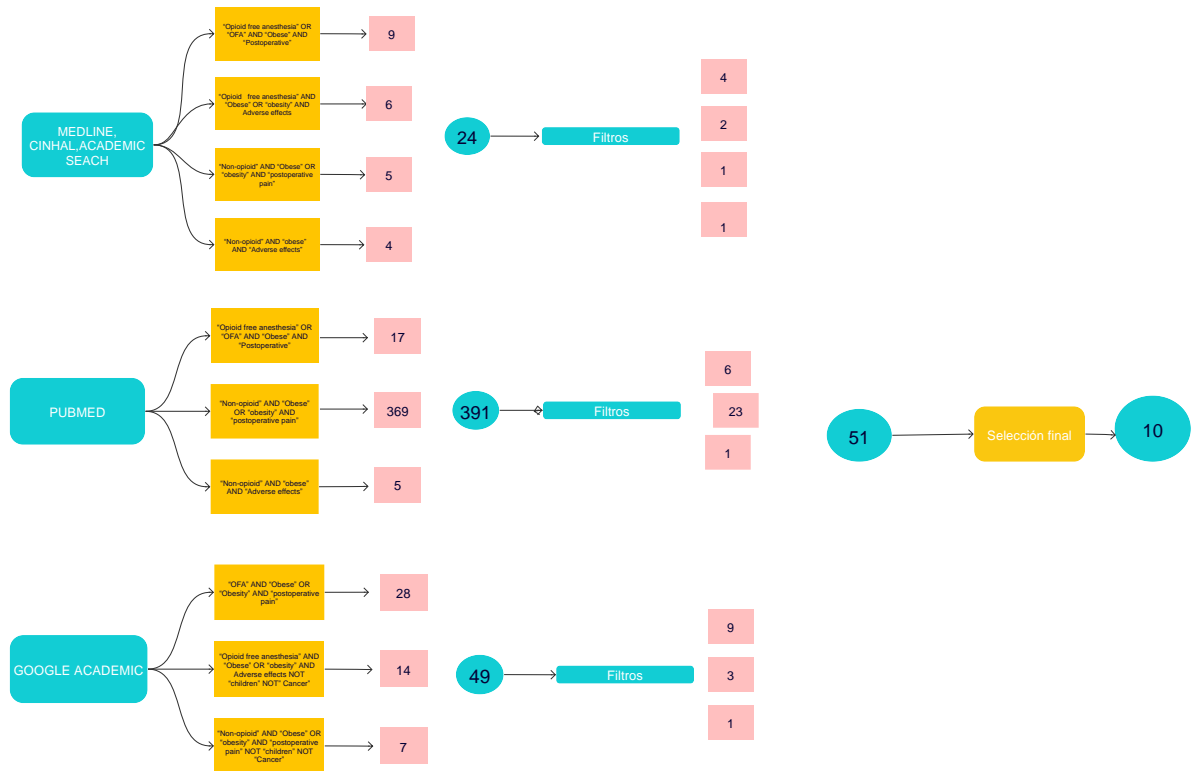 MEDLINE,
CINHAL,ACADEMIC
SEACH
"Opioid free anesthesia" OR
"OFA" AND "Obese" AND
"Postoperative"
9
"Opioid free anesthesia" AND
"Obese" OR "obesity" AND
Adverse effects
6
"Non-opioid" AND "Obese" OR
"obesity" AND "postoperative
pain"
5
"Non-opioid" AND "obese"
AND "Adverse effects"
4
24
Filtros
4
2
1
1
PUBMED
"Opioid free anesthesia" OR
"OFA" AND "Obese" AND
"Postoperative"
17
"Non-opioid" AND "Obese"
OR "obesity" AND
"postoperative pain"
369
"Non-opioid" AND "obese"
AND "Adverse effects"
5
391
Filtros
6
23
1
51
Selección final
10
GOOGLE ACADEMIC
"OFA" AND "Obese" OR
"Obesity" AND "postoperative
pain"
28
"Opioid free anesthesia" AND
"Obese" OR "obesity" AND
Adverse effects NOT
"children" NOT" Cancer"
14
"Non-opioid" AND "Obese" OR
"obesity" AND "postoperative
pain" NOT "children" NOT
"Cancer"
7
49
Filtros
9
3
1